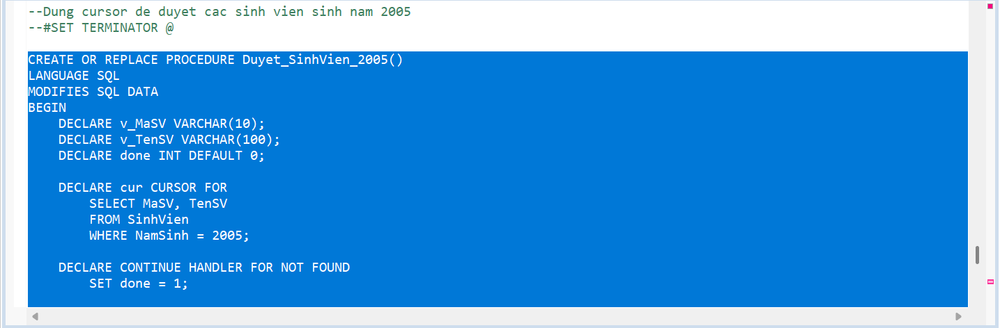 --Dung cursor de duyet cac sinh vien sinh nam 2005
--#SET TERMINATOR @
CREATE OR REPLACE PROCEDURE Duyet_SinhVien_2005()
LANGUAGE SQL
MODIFIES SQL DATA
BEGIN
    DECLARE v_MaSV VARCHAR(10);
    DECLARE v_TenSV VARCHAR(100);
    DECLARE done INT DEFAULT 0;
    DECLARE cur CURSOR FOR
        SELECT MaSV, TenSV
        FROM SinhVien
        WHERE NamSinh = 2005;
    DECLARE CONTINUE HANDLER FOR NOT FOUND
        SET done = 1;